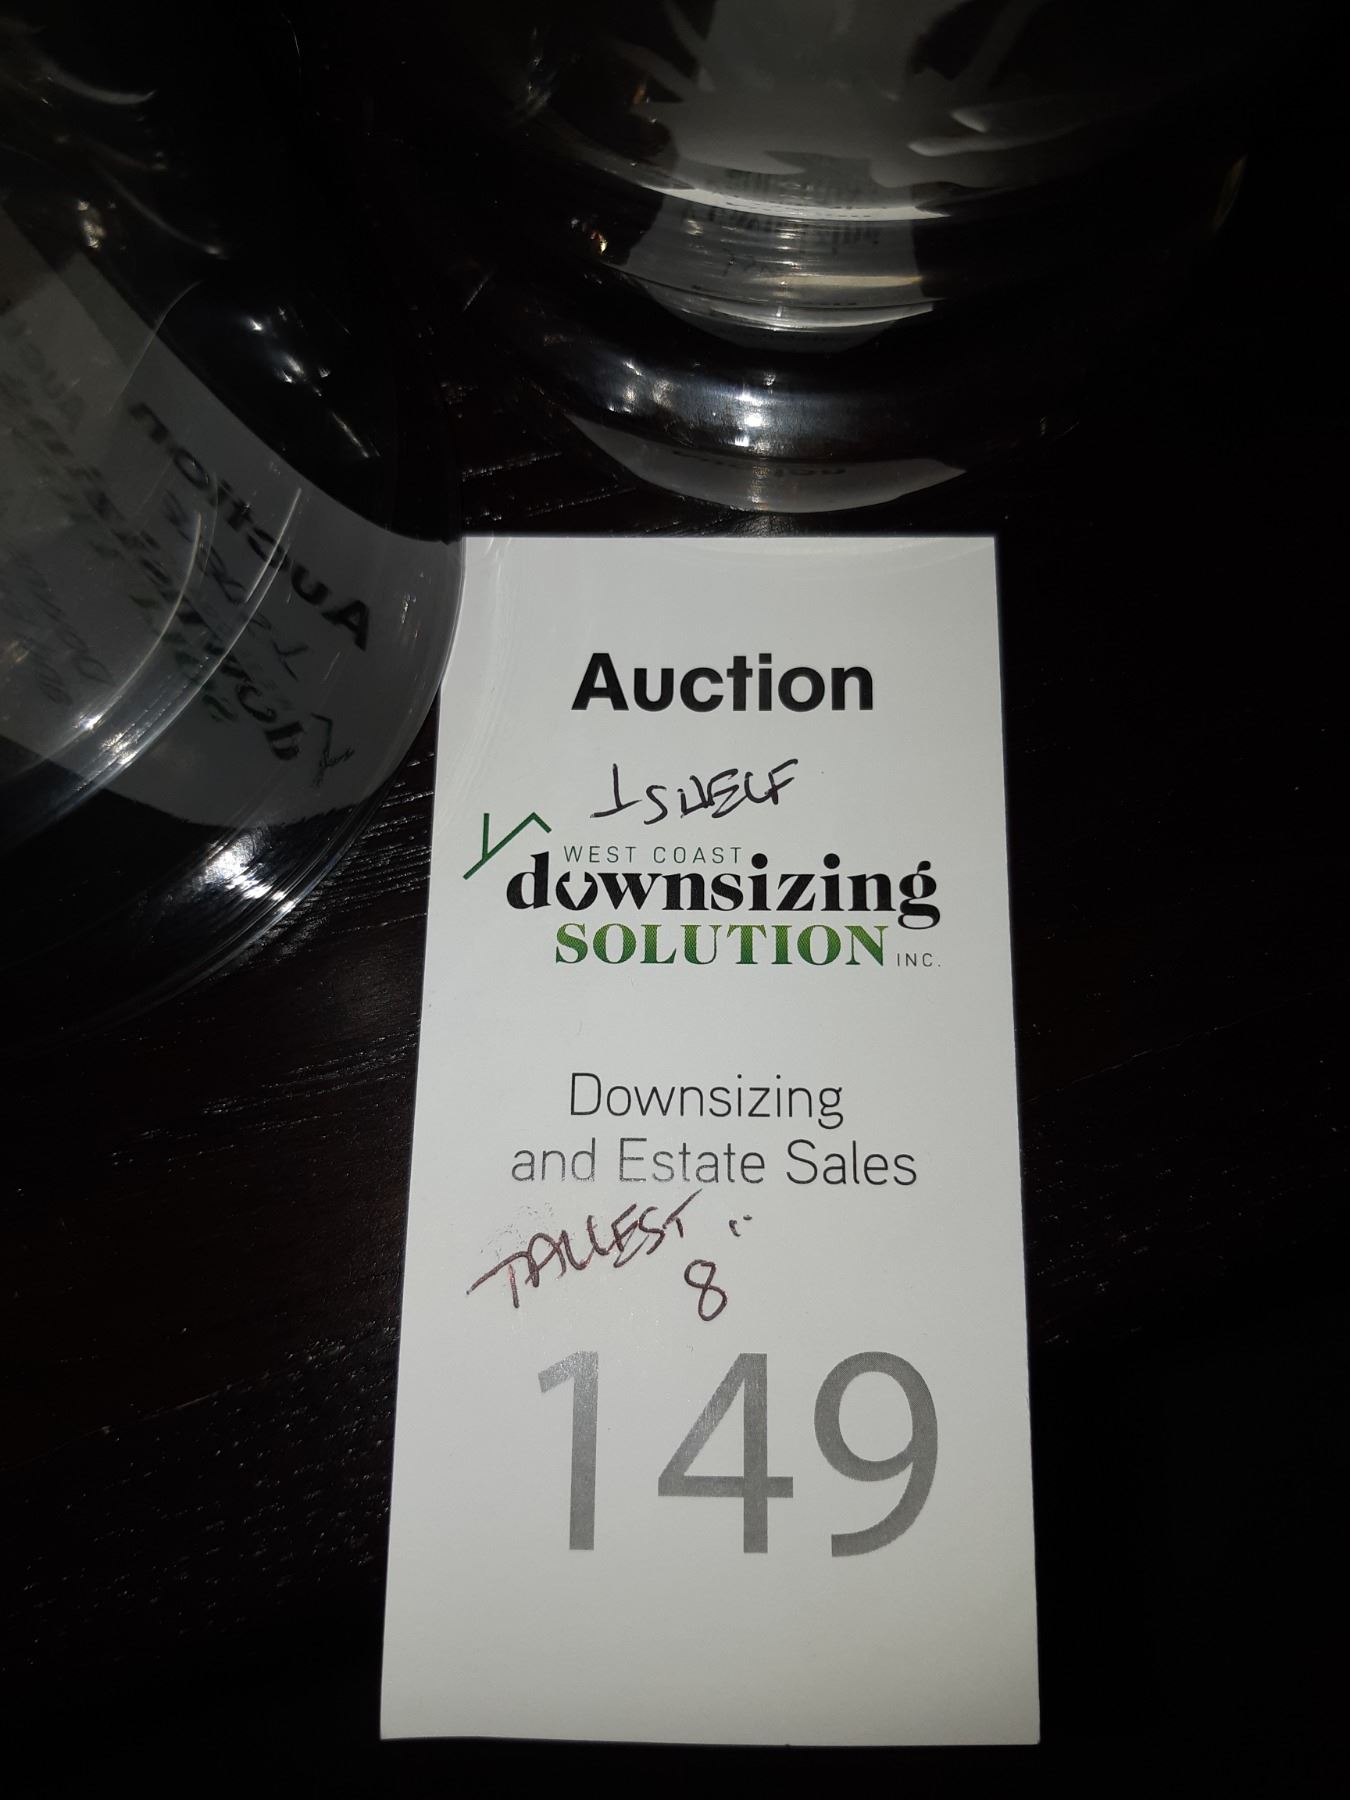 Auction
1 SHELF
WEST COAST
downsizing
SOLUTION INC.
Downsizing
and Estate Sales
TALLEST
8"
149